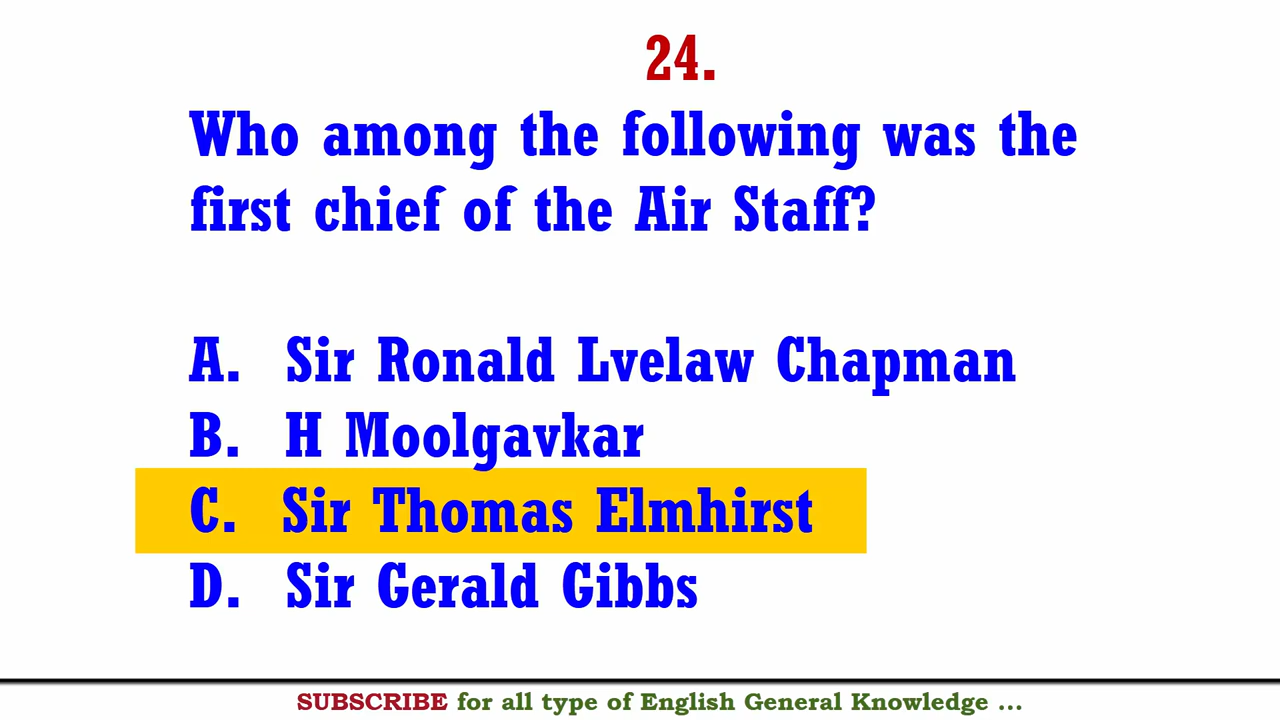 24.
Who among the following was the
first chief of the Air Staff?
A. Sir Ronald Lvelaw Chapman
B. H Moolgavkar
C. Sir Thomas Elmhirst
D. Sir Gerald Gibbs
SUBSCRIBE for all type of English General Knowledge ...